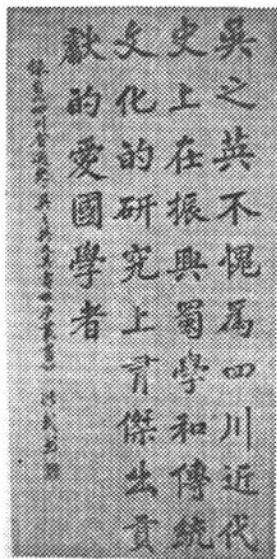 吳之英不愧為四川近代
史上在振興蜀學和傳統
文化的研究上有傑出貢
獻的愛國學者